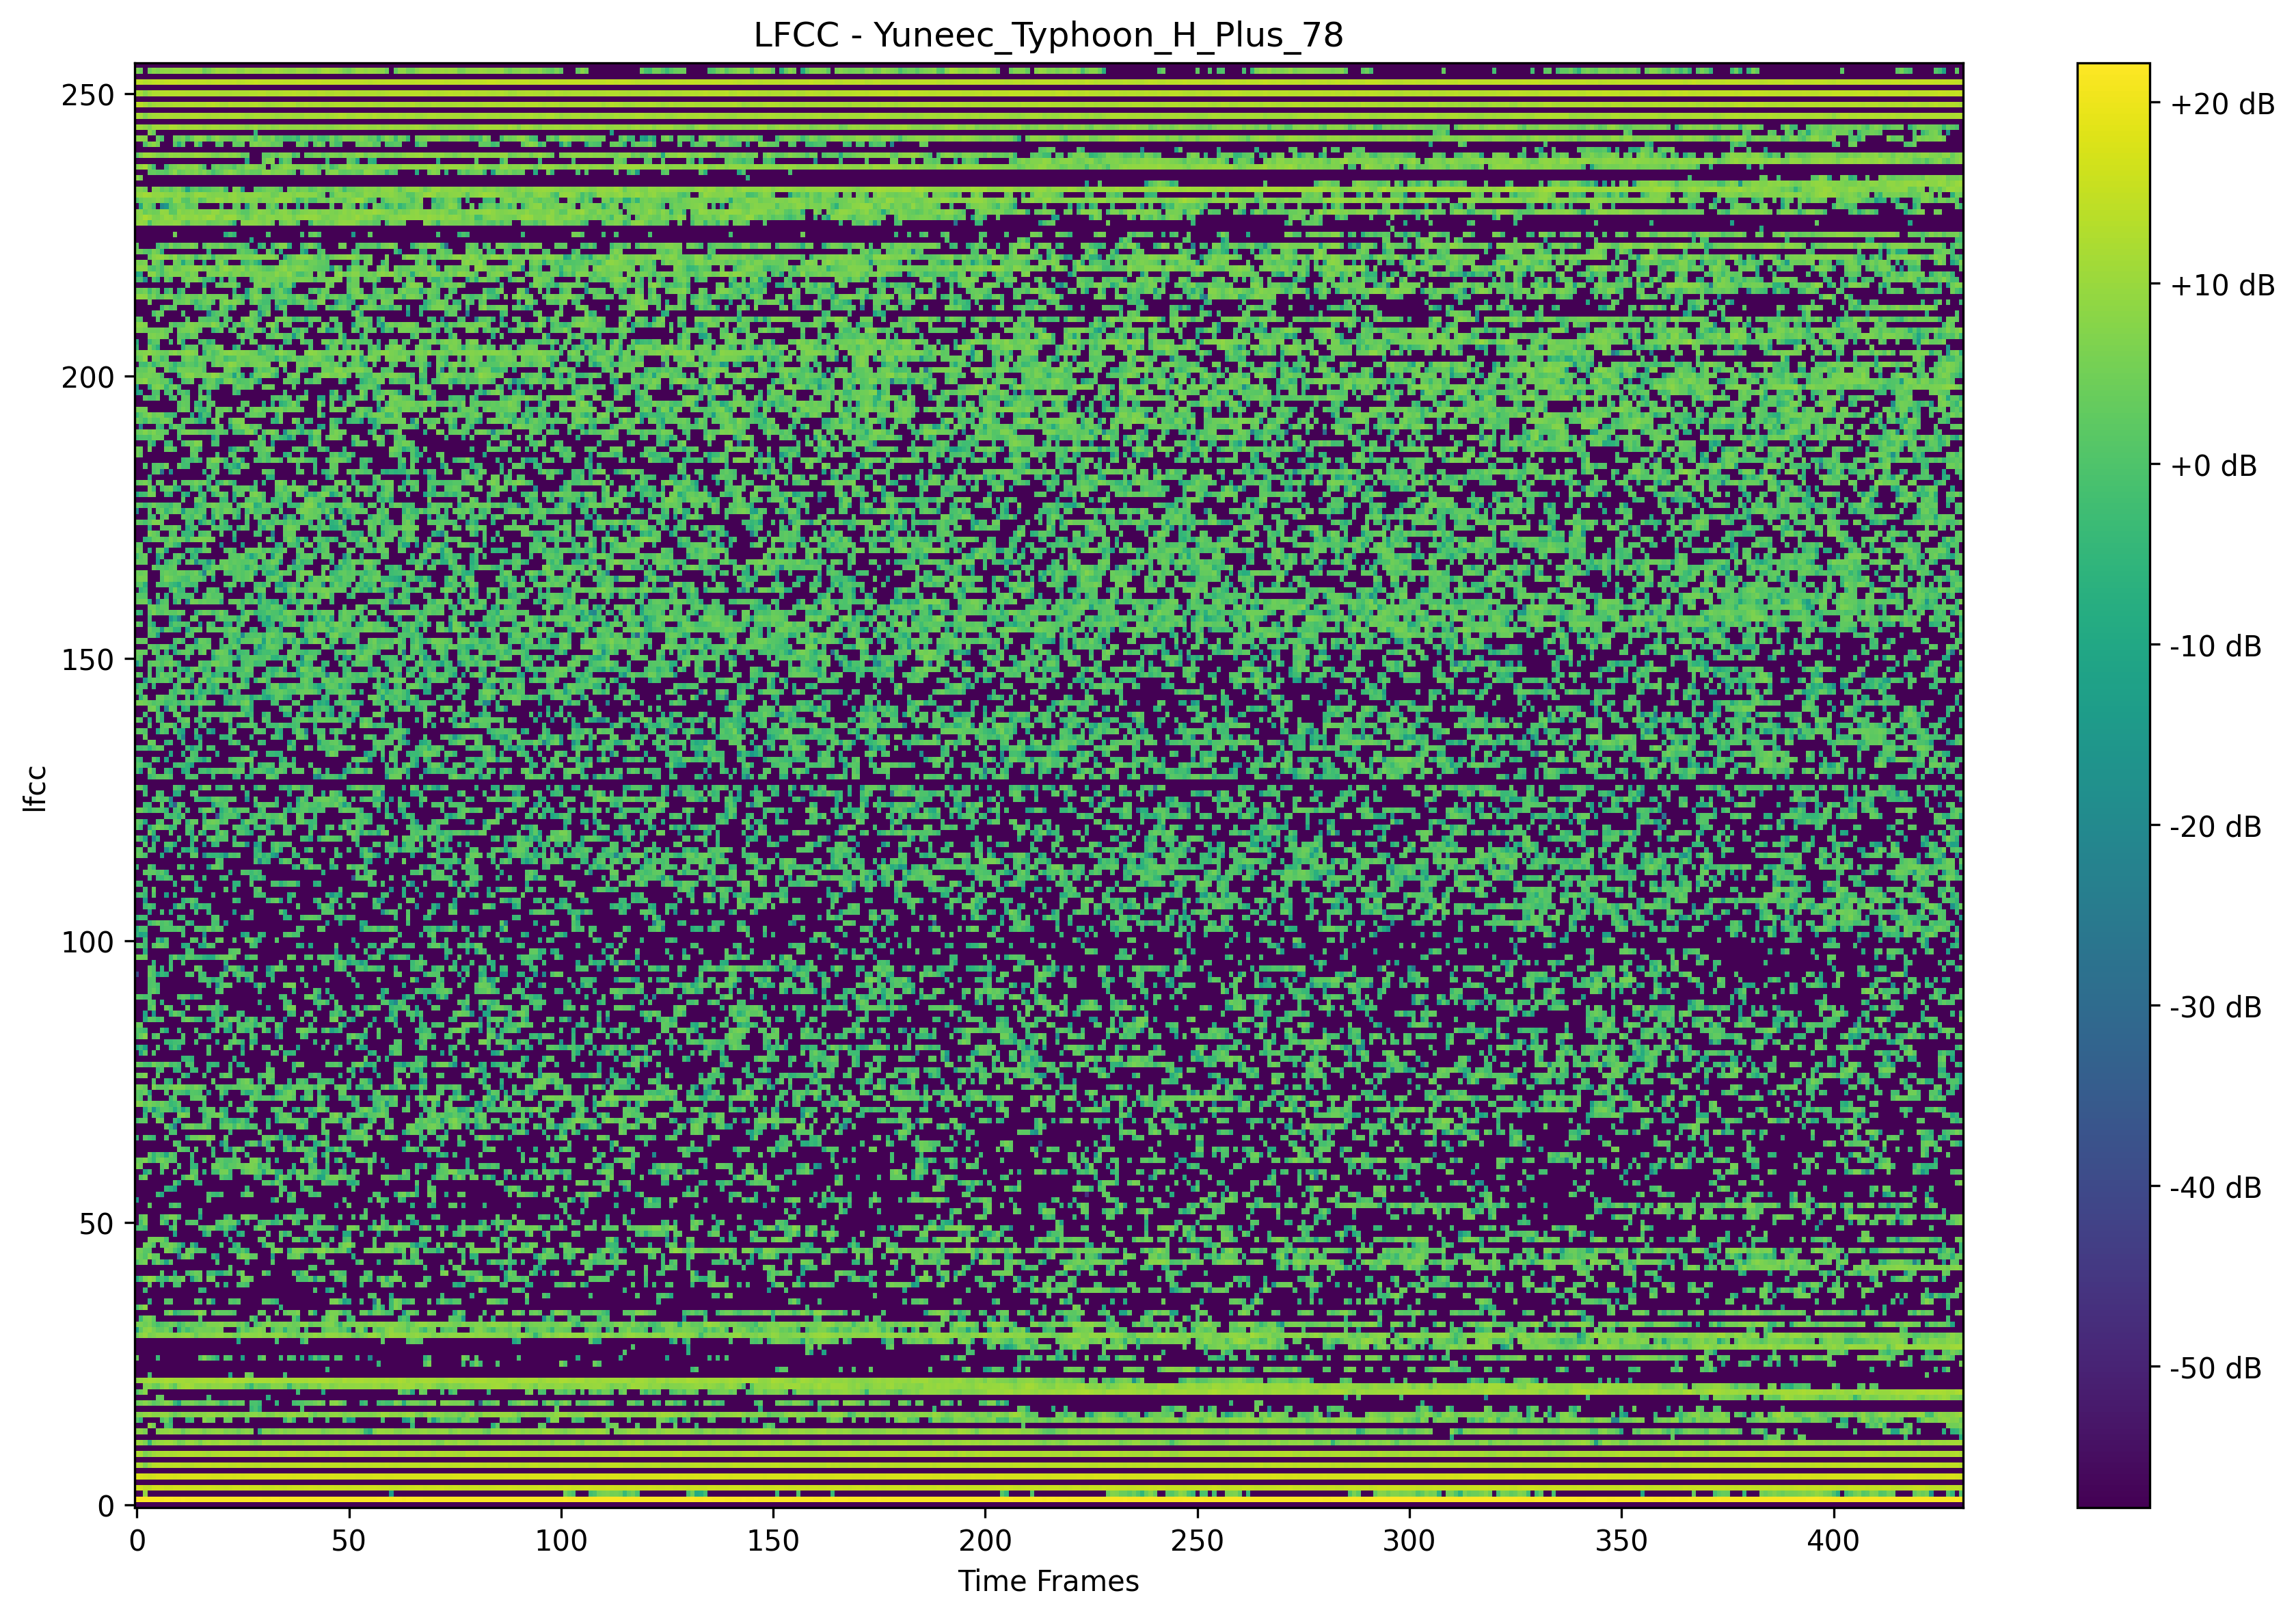 LFCC - Yuneec_Typhoon_H_Plus_78
250
200
150
100
50
0
lfcc
0 50 100 150 200 250 300 350 400
Time Frames
+20 dB
+10 dB
+0 dB
-10 dB
-20 dB
-30 dB
-40 dB
-50 dB